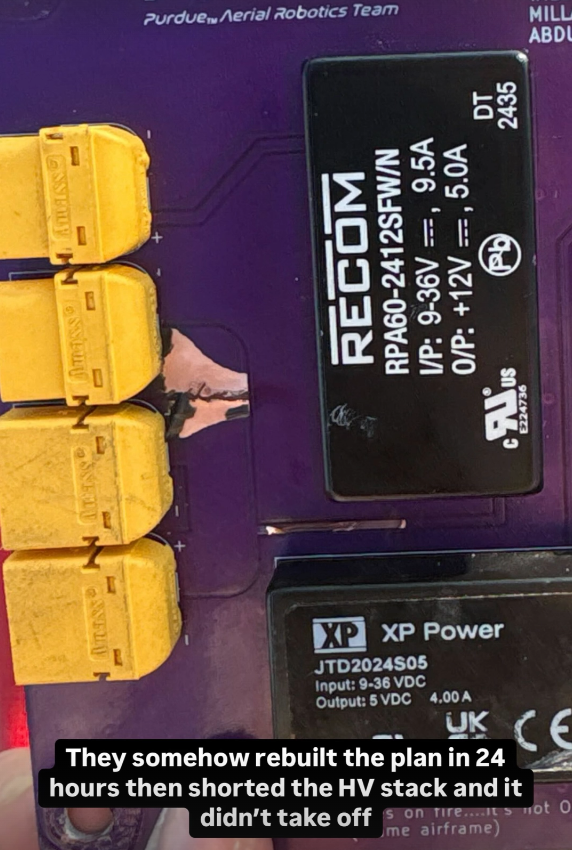 Purdue™ Aerial Robotics Team
MILLA
ABDU
DT
2435
RECOM
RPA60-2412SFW/N
I/P: 9-36V ⎓, 9.5A
O/P: +12V ⎓, 5.0A
Pb
c US
E224736
Amass
Amass
Amass
Amass
XP XP Power
JTD2024S05
Input: 9-36 VDC
Output: 5 VDC 4.00 A
UK
CE
They somehow rebuilt the plan in 24
hours then shorted the HV stack and it
didn't take off
s on fire....it's not O
me airframe)